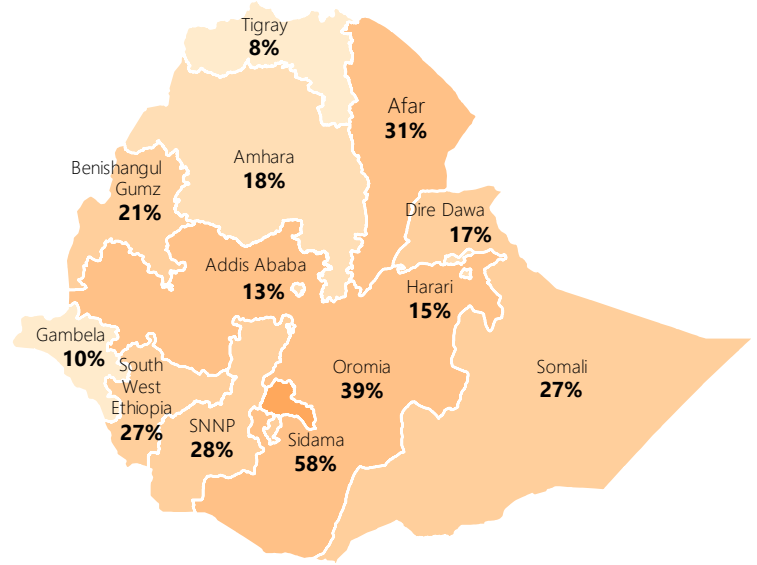 Tigray
8%
Afar
31%
Amhara
18%
Benishangul
Gumz
21%
Dire Dawa
17%
Addis Ababa
13%
Harari
15%
Gambela
10%
South
West
Ethiopia
27%
Oromia
39%
Somali
27%
SNNP
28%
Sidama
58%